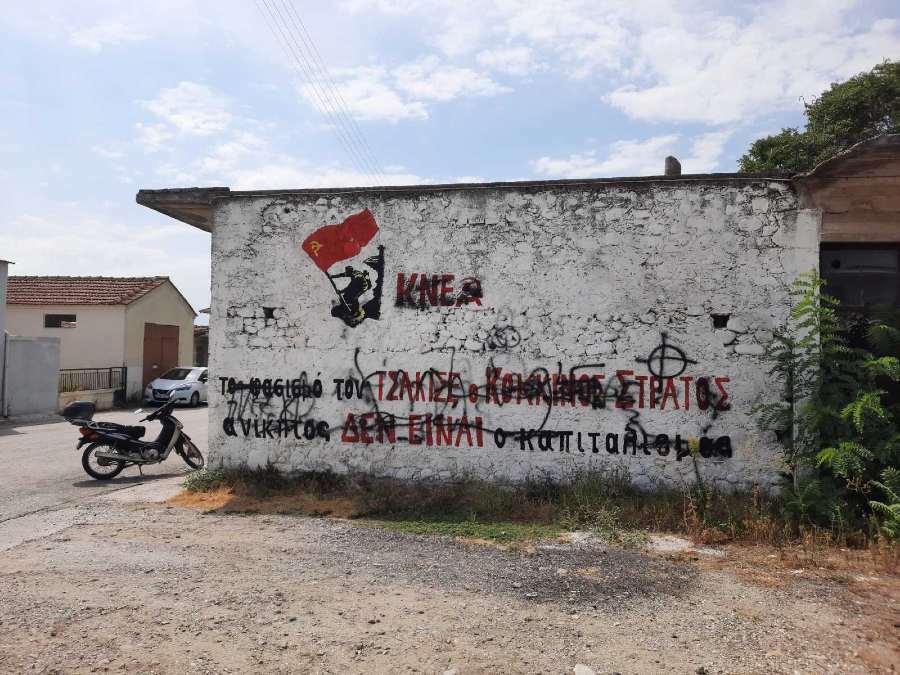 ΚΝΕ
το φασισμό τον ΤΣΑΚΙΣΕ ο ΚΟΚΚΙΝΟΣ ΣΤΡΑΤΟΣ
ανίκητος ΔΕΝ ΕΙΝΑΙ ο καπιταλισμός